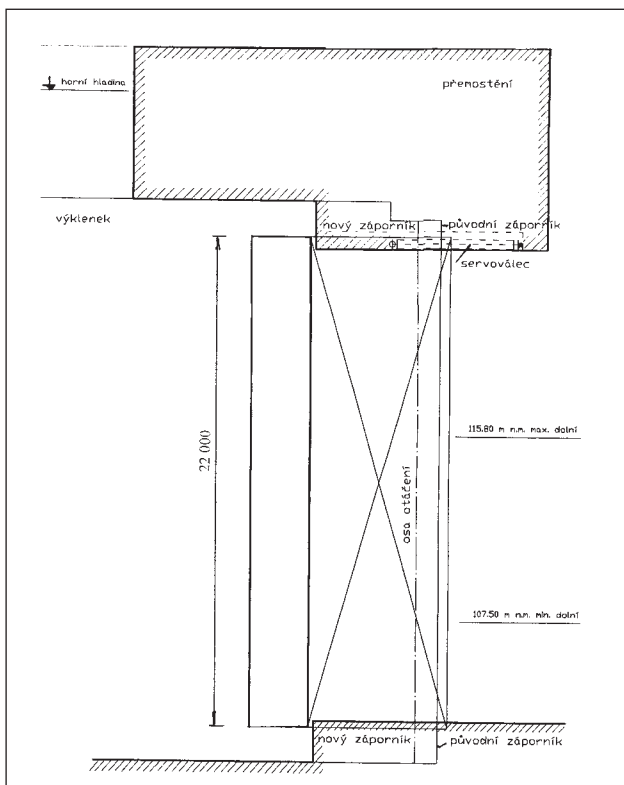 horní hladina
přemostění
výklenek
nový záporník
původní záporník
servoválec
22 000
115.80 m n.m. max. dolní
osa otáčení
107.50 m n.m. min. dolní
nový záporník
původní záporník